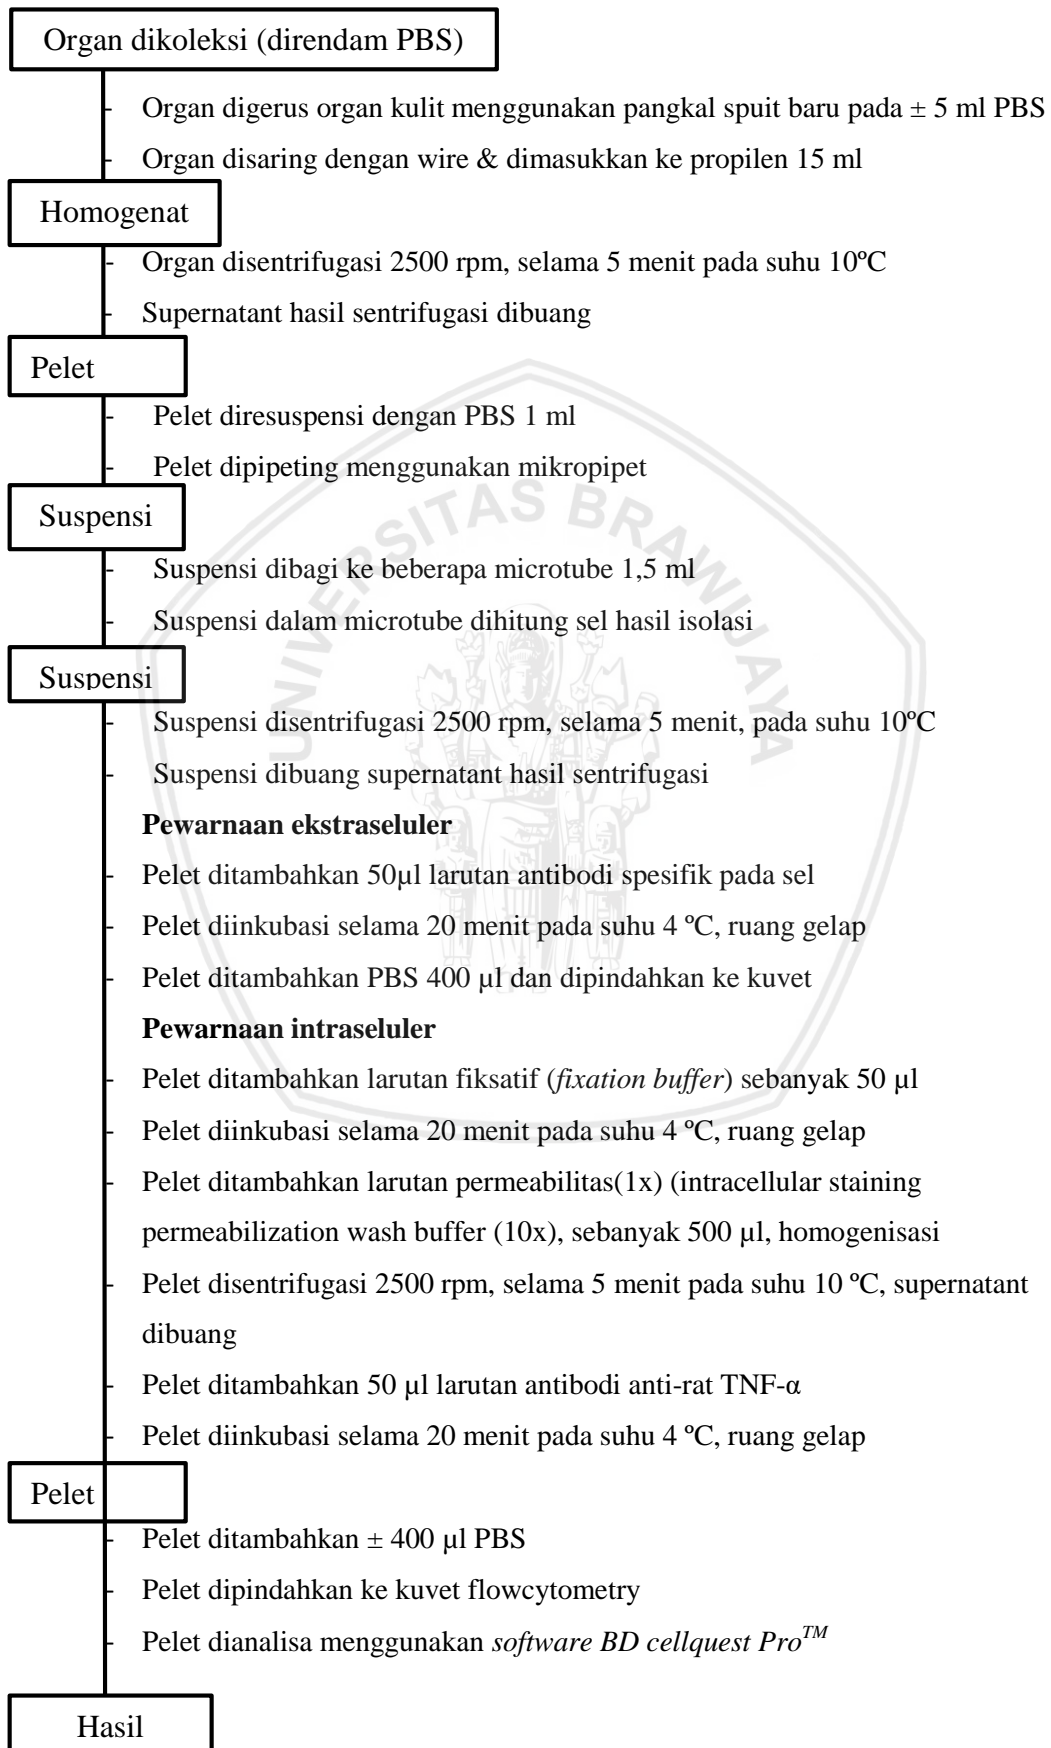 Organ dikoleksi (direndam PBS)
- Organ digerus organ kulit menggunakan pangkal spuit baru pada ± 5 ml PBS
- Organ disaring dengan wire & dimasukkan ke propilen 15 ml
Homogenat
- Organ disentrifugasi 2500 rpm, selama 5 menit pada suhu 10ºC
- Supernatant hasil sentrifugasi dibuang
Pelet
- Pelet diresuspensi dengan PBS 1 ml
- Pelet dipipeting menggunakan mikropipet
Suspensi
- Suspensi dibagi ke beberapa microtube 1,5 ml
- Suspensi dalam microtube dihitung sel hasil isolasi
Suspensi
- Suspensi disentrifugasi 2500 rpm, selama 5 menit, pada suhu 10ºC
- Suspensi dibuang supernatant hasil sentrifugasi
Pewarnaan ekstraseluler
- Pelet ditambahkan 50µl larutan antibodi spesifik pada sel
- Pelet diinkubasi selama 20 menit pada suhu 4 ºC, ruang gelap
- Pelet ditambahkan PBS 400 µl dan dipindahkan ke kuvet
Pewarnaan intraseluler
- Pelet ditambahkan larutan fiksatif (fixation buffer) sebanyak 50 µl
- Pelet diinkubasi selama 20 menit pada suhu 4 ºC, ruang gelap
- Pelet ditambahkan larutan permeabilitas(1x) (intracellular staining
permeabilization wash buffer (10x), sebanyak 500 µl, homogenisasi
- Pelet disentrifugasi 2500 rpm, selama 5 menit pada suhu 10 ºC, supernatant
dibuang
- Pelet ditambahkan 50 µl larutan antibodi anti-rat TNF-α
- Pelet diinkubasi selama 20 menit pada suhu 4 ºC, ruang gelap
Pelet
- Pelet ditambahkan ± 400 µl PBS
- Pelet dipindahkan ke kuvet flowcytometry
- Pelet dianalisa menggunakan software BD cellquest Pro™
Hasil
UNIVERSITAS BRAWIJAYA